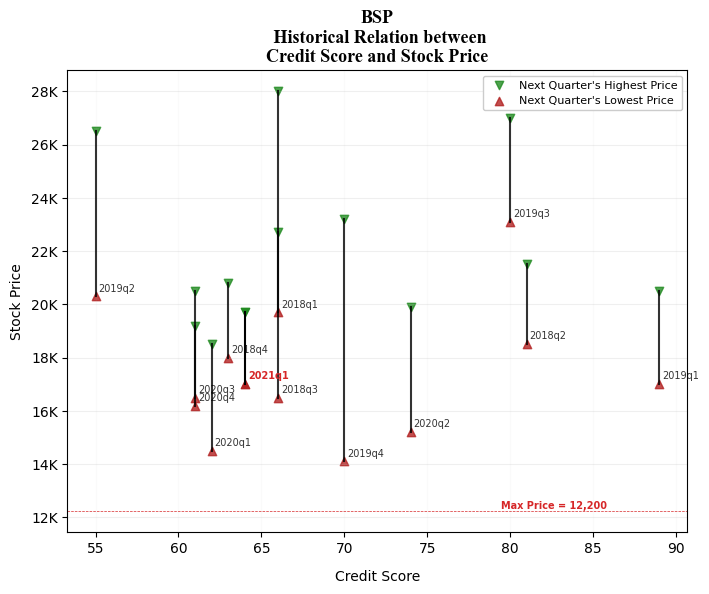 BSP
Historical Relation between
Credit Score and Stock Price
Next Quarter's Highest Price
Next Quarter's Lowest Price
28K
26K
24K
22K
20K
18K
16K
14K
12K
Stock Price
2019q3
2019q2
2018q1
2018q2
2018q4
2021q1
2019q1
2020q3
2018q3
2020q4
2020q2
2020q1
2019q4
Max Price = 12,200
55 60 65 70 75 80 85 90
Credit Score